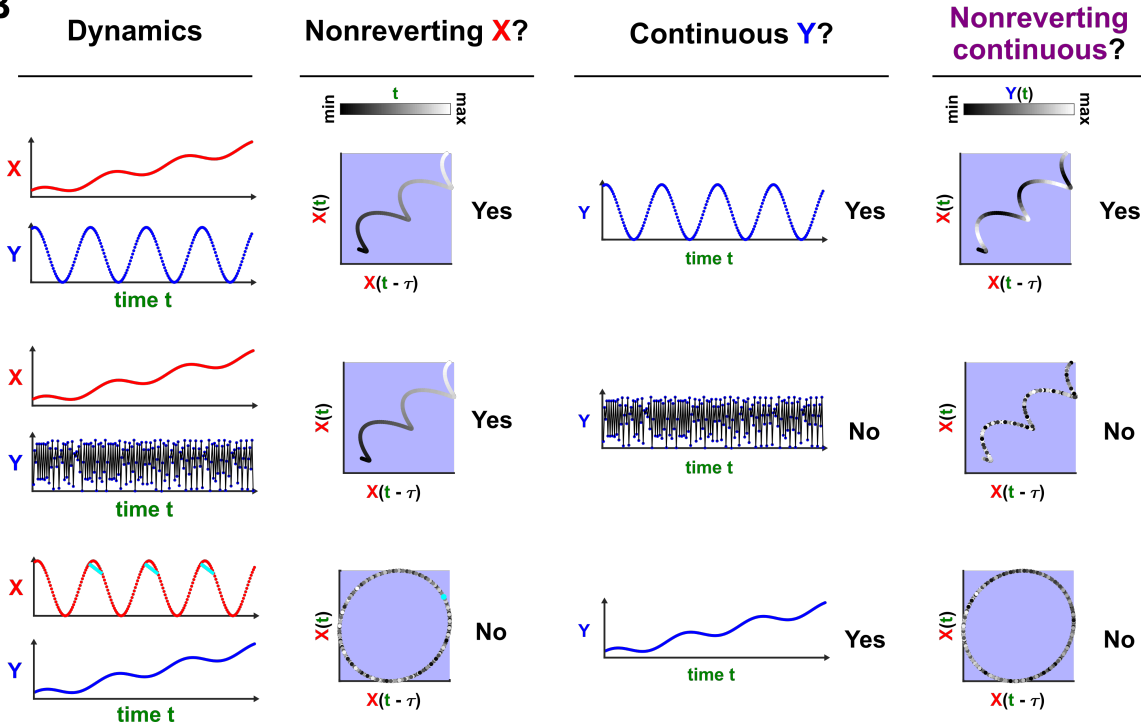 B
Dynamics
Nonreverting X?
Continuous Y?
Nonreverting
continuous?
min
t
max
min
Y(t)
max
X
Y
time t
X(t)
X(t - τ)
Yes
Y
time t
Yes
X(t)
X(t - τ)
Yes
X
Y
time t
X(t)
X(t - τ)
Yes
Y
time t
No
X(t)
X(t - τ)
No
X
Y
time t
X(t)
X(t - τ)
No
Y
time t
Yes
X(t)
X(t - τ)
No